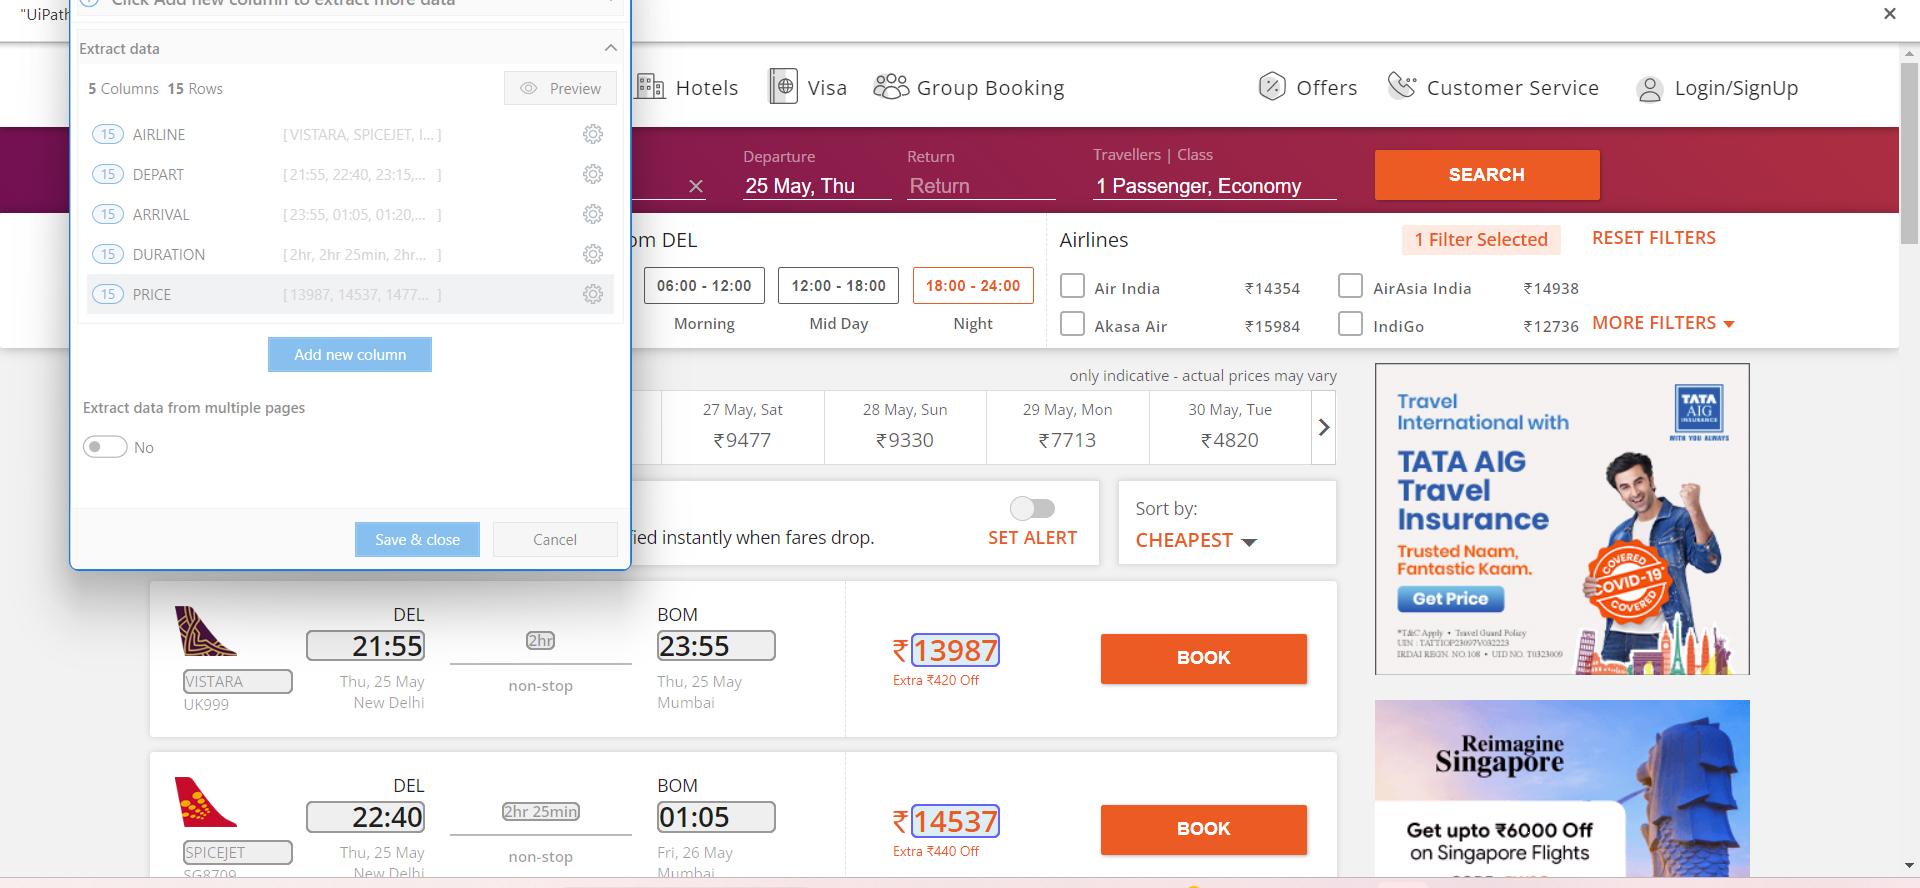 "UiPath
Click Add new column to extract more data
Extract data
5 Columns 15 Rows
Preview
15 AIRLINE [ VISTARA, SPICEJET, I... ]
15 DEPART [ 21:55, 22:40, 23:15,... ]
15 ARRIVAL [ 23:55, 01:05, 01:20,... ]
15 DURATION [ 2hr, 2hr 25min, 2hr... ]
15 PRICE [ 13987, 14537, 1477... ]
Add new column
Extract data from multiple pages
No
Save & close
Cancel
Hotels
Visa
Group Booking
Offers
Customer Service
Login/SignUp
Departure
25 May, Thu
Return
Return
Travellers | Class
1 Passenger, Economy
SEARCH
om DEL
06:00 - 12:00
Morning
12:00 - 18:00
Mid Day
18:00 - 24:00
Night
Airlines
1 Filter Selected
RESET FILTERS
Air India ₹14354
AirAsia India ₹14938
Akasa Air ₹15984
IndiGo ₹12736
MORE FILTERS
only indicative - actual prices may vary
27 May, Sat
₹9477
28 May, Sun
₹9330
29 May, Mon
₹7713
30 May, Tue
₹4820
fied instantly when fares drop.
SET ALERT
Sort by:
CHEAPEST
VISTARA
UK999
DEL
21:55
Thu, 25 May
New Delhi
2hr
non-stop
BOM
23:55
Thu, 25 May
Mumbai
₹13987
Extra ₹420 Off
BOOK
SPICEJET
SG8709
DEL
22:40
Thu, 25 May
New Delhi
2hr 25min
non-stop
BOM
01:05
Fri, 26 May
Mumbai
₹14537
Extra ₹440 Off
BOOK
Travel
International with
TATA
AIG
INSURANCE
WITH YOU ALWAYS
TATA AIG
Travel
Insurance
Trusted Naam,
Fantastic Kaam.
Get Price
COVERED
COVID-19*
COVERED
*T&C Apply • Travel Guard Policy
UIN : TATTIOP23097V032223
IRDAI REGN. NO.108 • UID NO. T0323009
Reimagine
Singapore
Get upto ₹6000 Off
on Singapore Flights